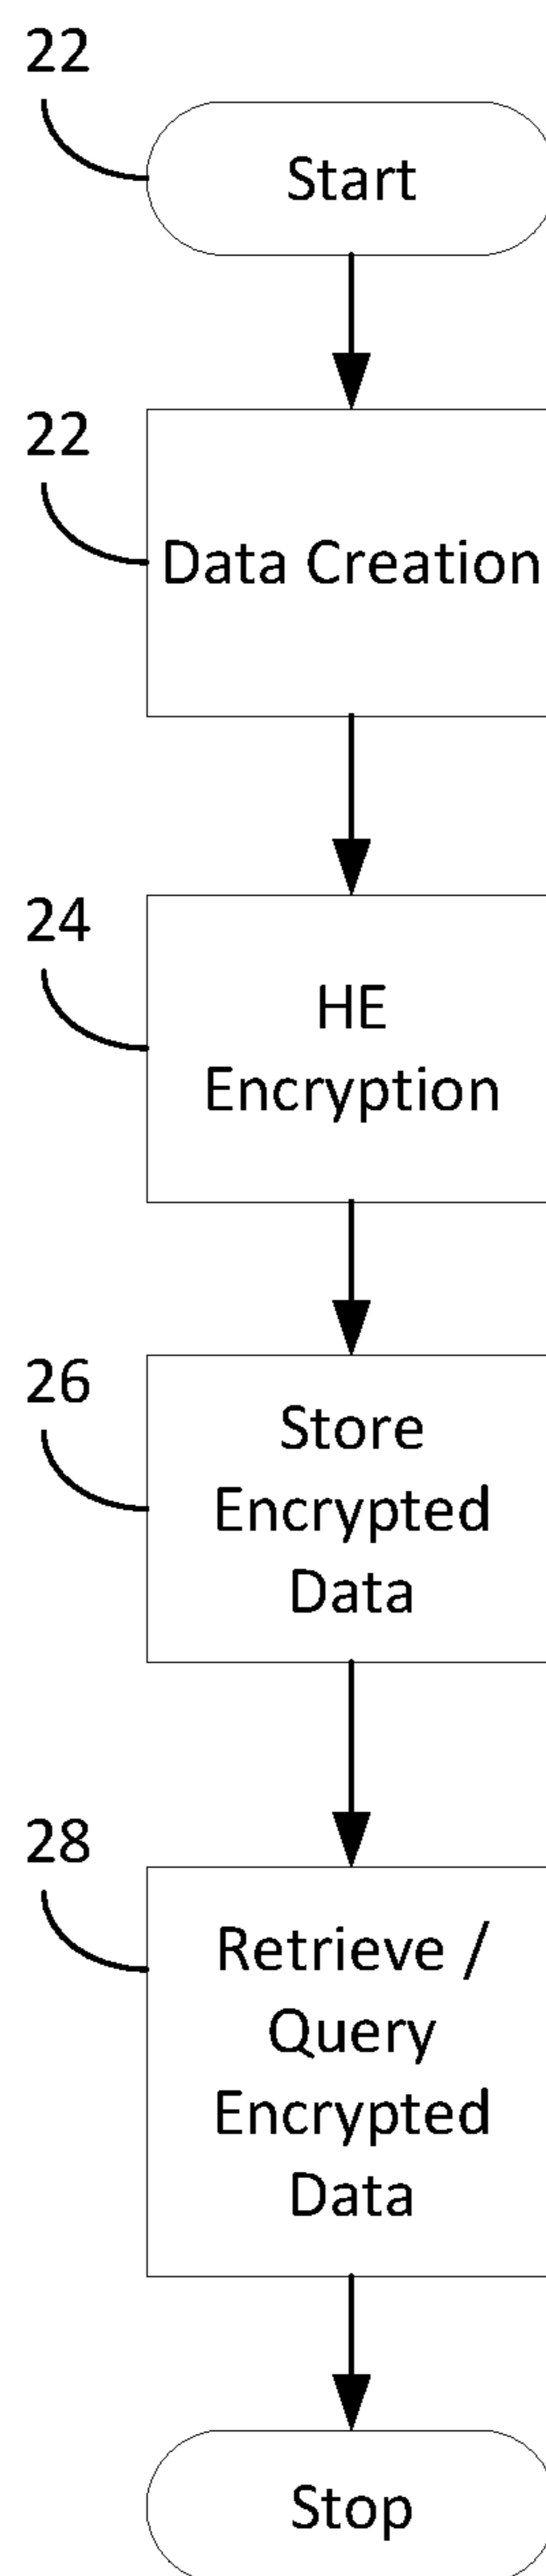 22
Start
22
Data Creation
24
HE
Encryption
26
Store
Encrypted
Data
28
Retrieve /
Query
Encrypted
Data
Stop